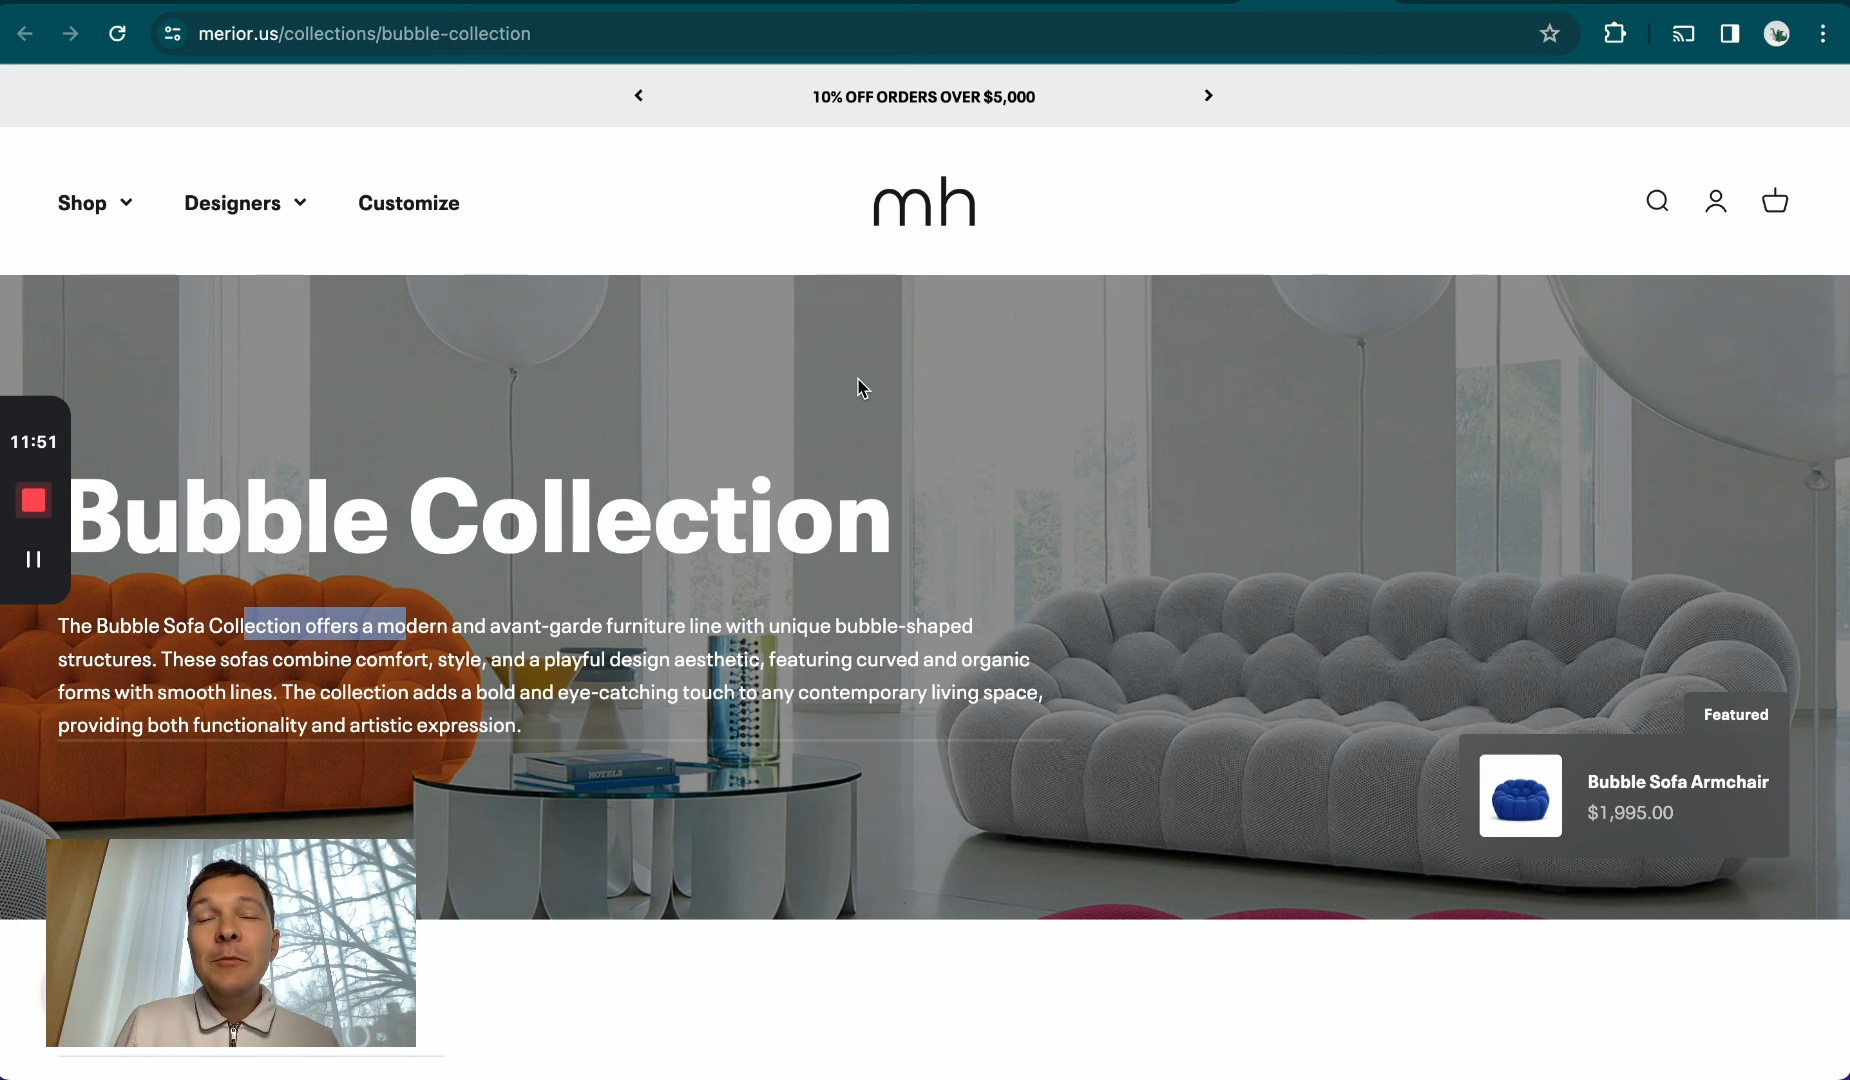 merior.us/collections/bubble-collection
10% OFF ORDERS OVER $5,000
Shop
Designers
Customize
mh
11:51
Bubble Collection
The Bubble Sofa Collection offers a modern and avant-garde furniture line with unique bubble-shaped
structures. These sofas combine comfort, style, and a playful design aesthetic, featuring curved and organic
forms with smooth lines. The collection adds a bold and eye-catching touch to any contemporary living space,
providing both functionality and artistic expression.
HOTELS
Featured
Bubble Sofa Armchair
$1,995.00